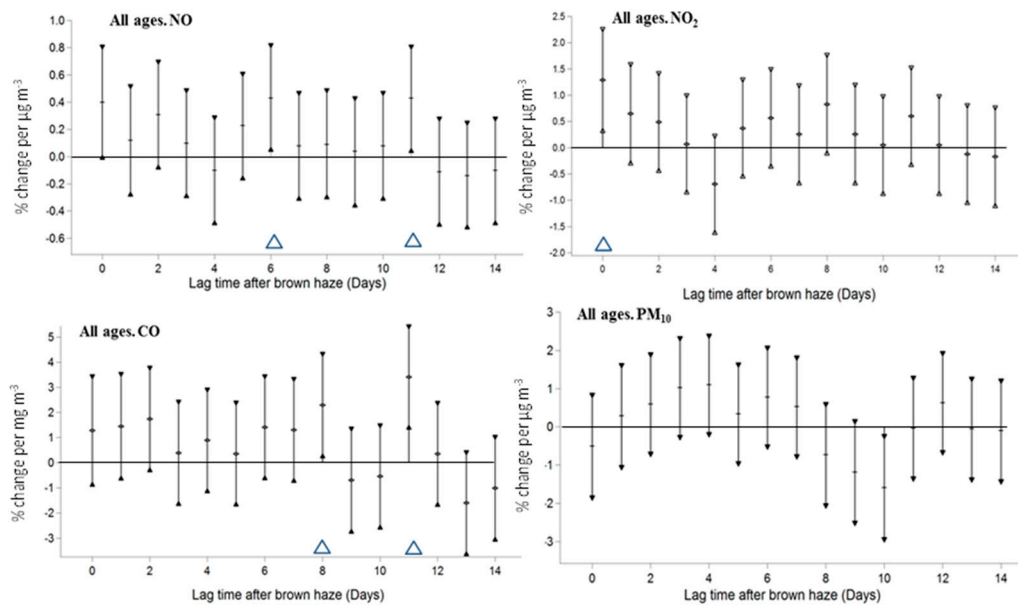 All ages. NO
% change per µg m⁻³
1.0
0.8
0.6
0.4
0.2
0.0
-0.2
-0.4
-0.6
0 2 4 6 8 10 12 14
Lag time after brown haze (Days)
All ages. NO₂
% change per µg m⁻³
2.5
2.0
1.5
1.0
0.5
0.0
-0.5
-1.0
-1.5
-2.0
0 2 4 6 8 10 12 14
Lag time after brown haze (Days)
All ages. CO
% change per mg m⁻³
5
4
3
2
1
0
-1
-2
-3
0 2 4 6 8 10 12 14
Lag time after brown haze (Days)
All ages. PM₁₀
% change per µg m⁻³
3
2
1
0
-1
-2
-3
0 2 4 6 8 10 12 14
Lag time after brown haze (Days)